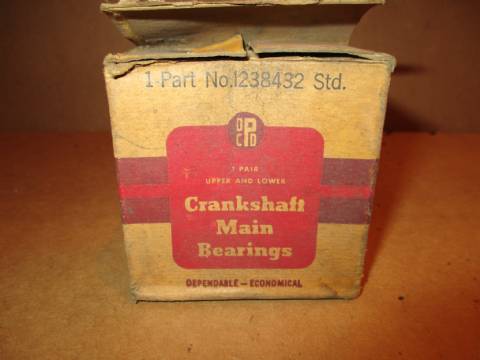 1-Part No.1238432 Std.
DPCD
1 PAIR
UPPER AND LOWER
Crankshaft
Main
Bearings
DEPENDABLE — ECONOMICAL